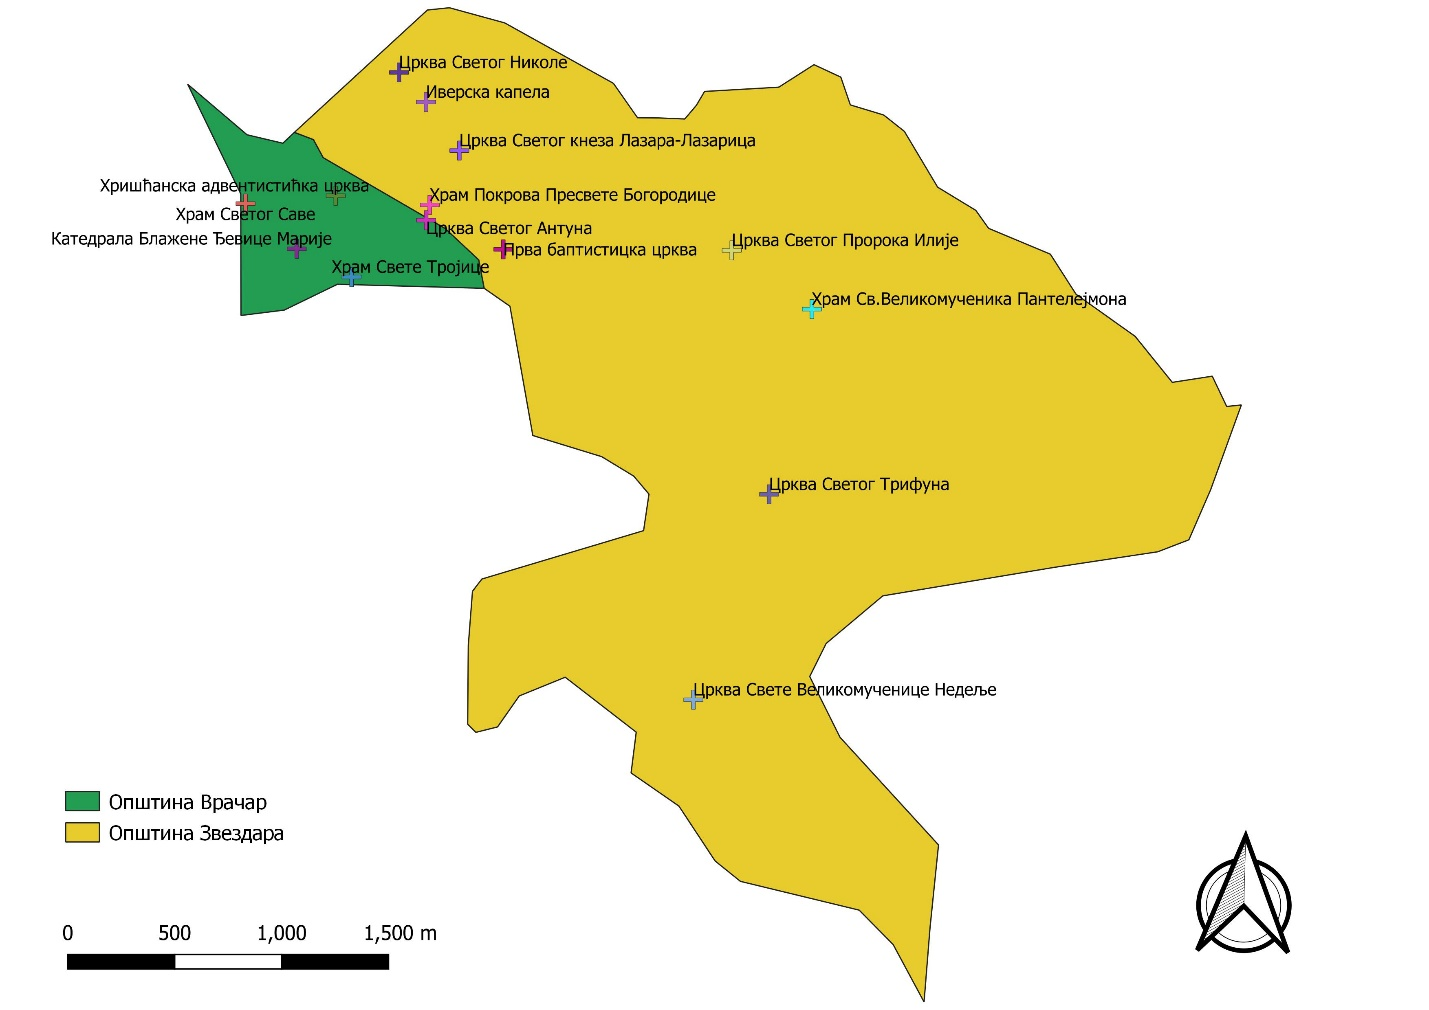 Црква Светог Николе
Иверска капела
Црква Светог кнеза Лазара-Лазарица
Хришћанска адвентистићка црква
Храм Покрова Пресвете Богородице
Храм Светог Саве
Црква Светог Антуна
Катедрала Блажене Ђевице Марије
Прва баптистицка црква
Црква Светог Пророка Илије
Храм Свете Тројице
Храм Св.Великомученика Пантелејмона
Црква Светог Трифуна
Црква Свете Великомученице Недеље
Општина Врачар
Општина Звездара
0 500 1,000 1,500 m